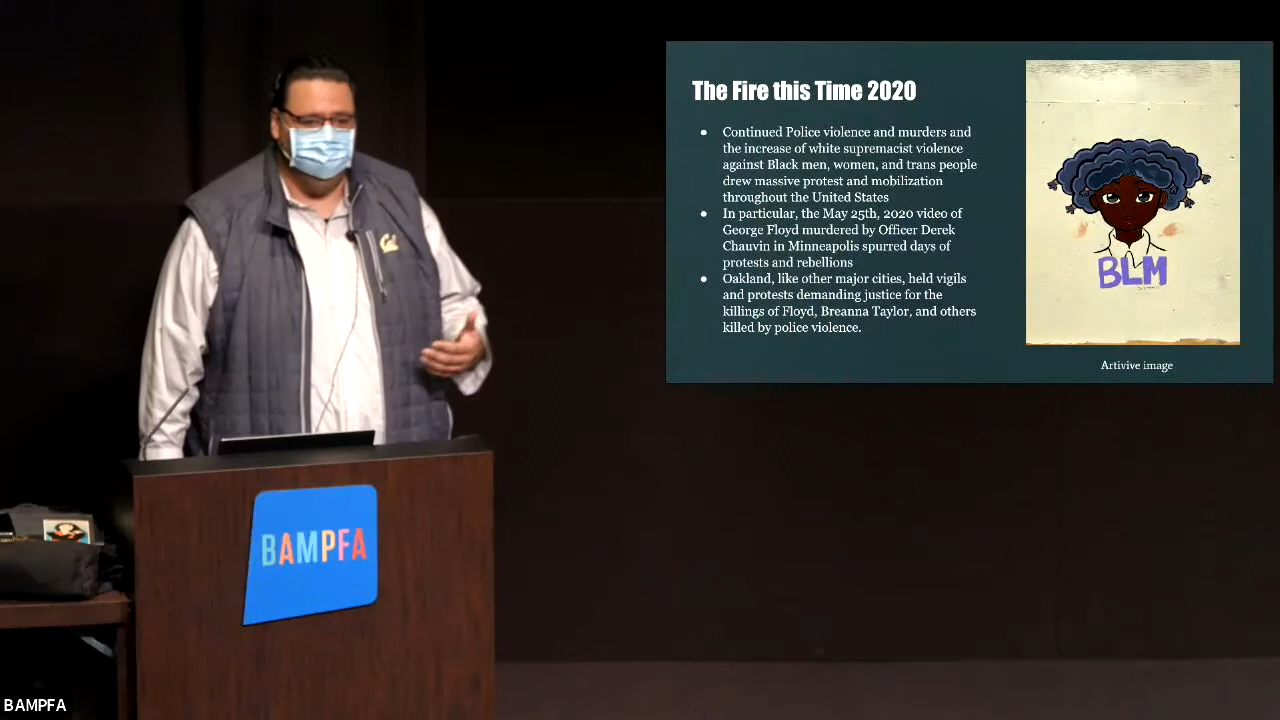 The Fire this Time 2020
● Continued Police violence and murders and
the increase of white supremacist violence
against Black men, women, and trans people
drew massive protest and mobilization
throughout the United States
● In particular, the May 25th, 2020 video of
George Floyd murdered by Officer Derek
Chauvin in Minneapolis spurred days of
protests and rebellions
● Oakland, like other major cities, held vigils
and protests demanding justice for the
killings of Floyd, Breanna Taylor, and others
killed by police violence.
BLM
Artivive image
Cal
BAMPFA
BAMPFA